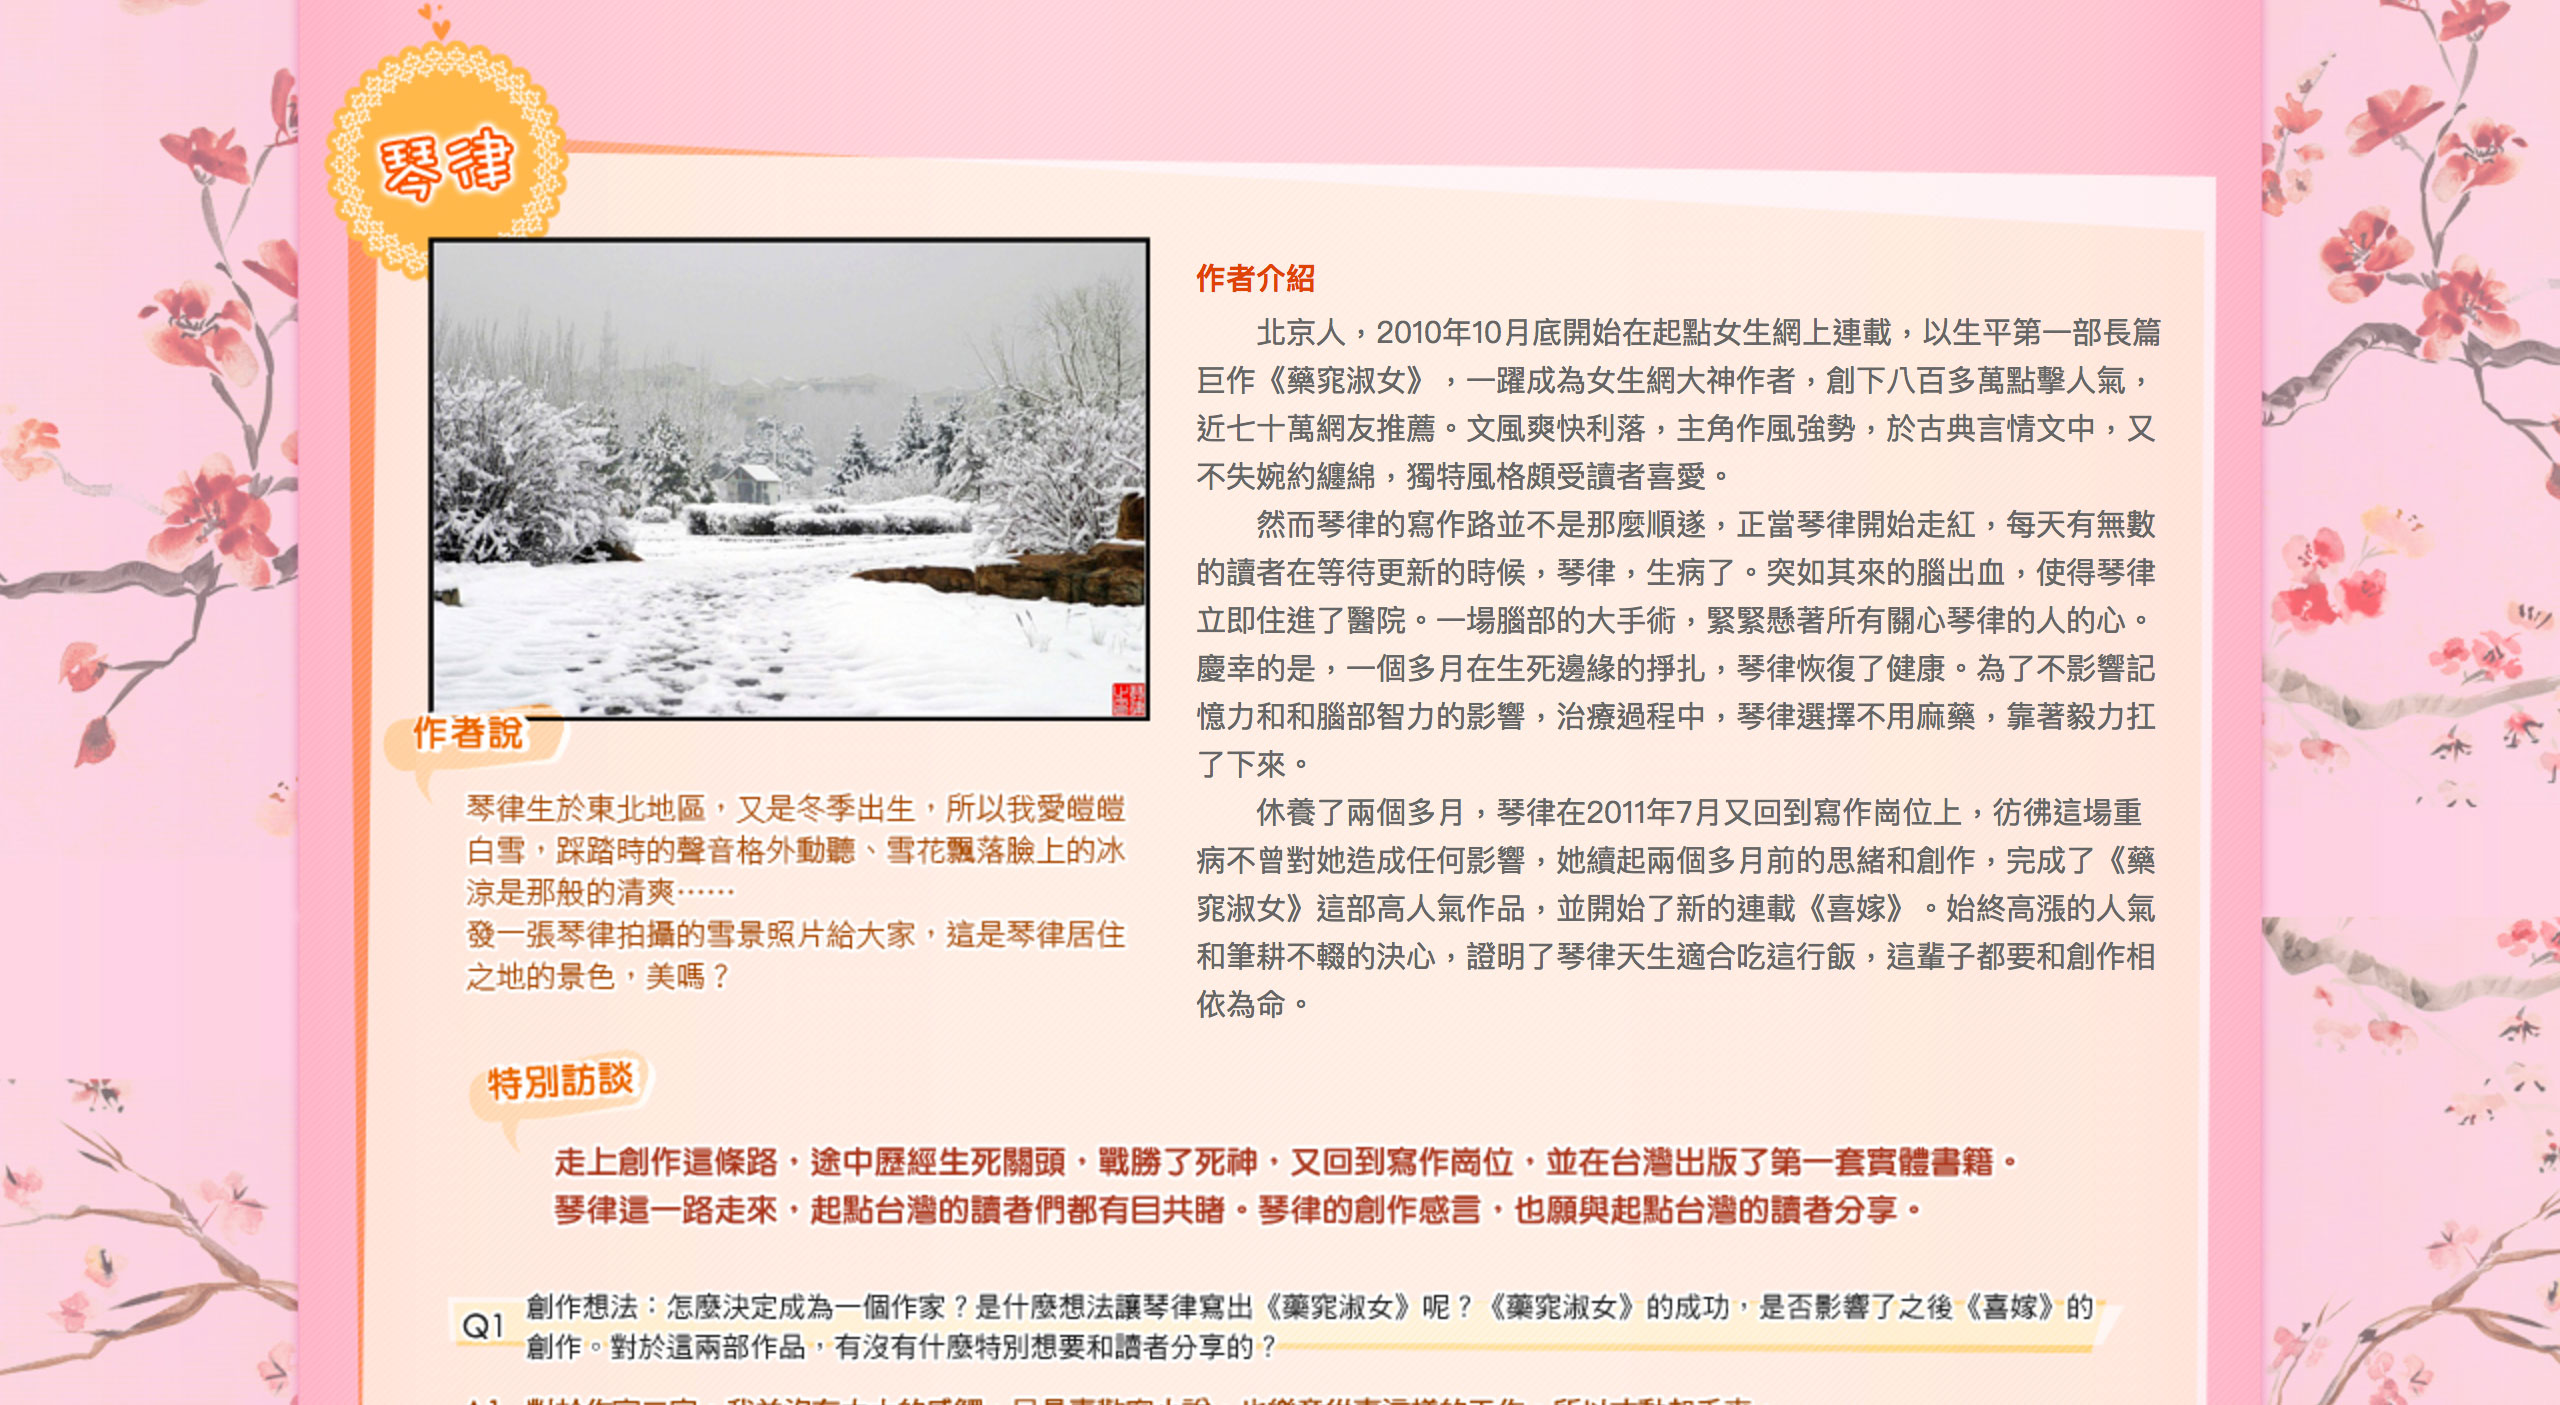 琴律
作者介紹
北京人，2010年10月底開始在起點女生網上連載，以生平第一部長篇
巨作《藥窕淑女》，一躍成為女生網大神作者，創下八百多萬點擊人氣，
近七十萬網友推薦。文風爽快利落，主角作風強勢，於古典言情文中，又
不失婉約纏綿，獨特風格頗受讀者喜愛。
然而琴律的寫作路並不是那麼順遂，正當琴律開始走紅，每天有無數
的讀者在等待更新的時候，琴律，生病了。突如其來的腦出血，使得琴律
立即住進了醫院。一場腦部的大手術，緊緊懸著所有關心琴律的人的心。
慶幸的是，一個多月在生死邊緣的掙扎，琴律恢復了健康。為了不影響記
憶力和和腦部智力的影響，治療過程中，琴律選擇不用麻藥，靠著毅力扛
了下來。
休養了兩個多月，琴律在2011年7月又回到寫作崗位上，彷彿這場重
病不曾對她造成任何影響，她續起兩個多月前的思緒和創作，完成了《藥
窕淑女》這部高人氣作品，並開始了新的連載《喜嫁》。始終高漲的人氣
和筆耕不輟的決心，證明了琴律天生適合吃這行飯，這輩子都要和創作相
依為命。
作者說
琴律生於東北地區，又是冬季出生，所以我愛皚皚
白雪，踩踏時的聲音格外動聽、雪花飄落臉上的冰
涼是那般的清爽……
發一張琴律拍攝的雪景照片給大家，這是琴律居住
之地的景色，美嗎？
特別訪談
走上創作這條路，途中歷經生死關頭，戰勝了死神，又回到寫作崗位，並在台灣出版了第一套實體書籍。
琴律這一路走來，起點台灣的讀者們都有目共睹。琴律的創作感言，也願與起點台灣的讀者分享。
Q1 創作想法：怎麼決定成為一個作家？是什麼想法讓琴律寫出《藥窕淑女》呢？《藥窕淑女》的成功，是否影響了之後《喜嫁》的
創作。對於這兩部作品，有沒有什麼特別想要和讀者分享的？